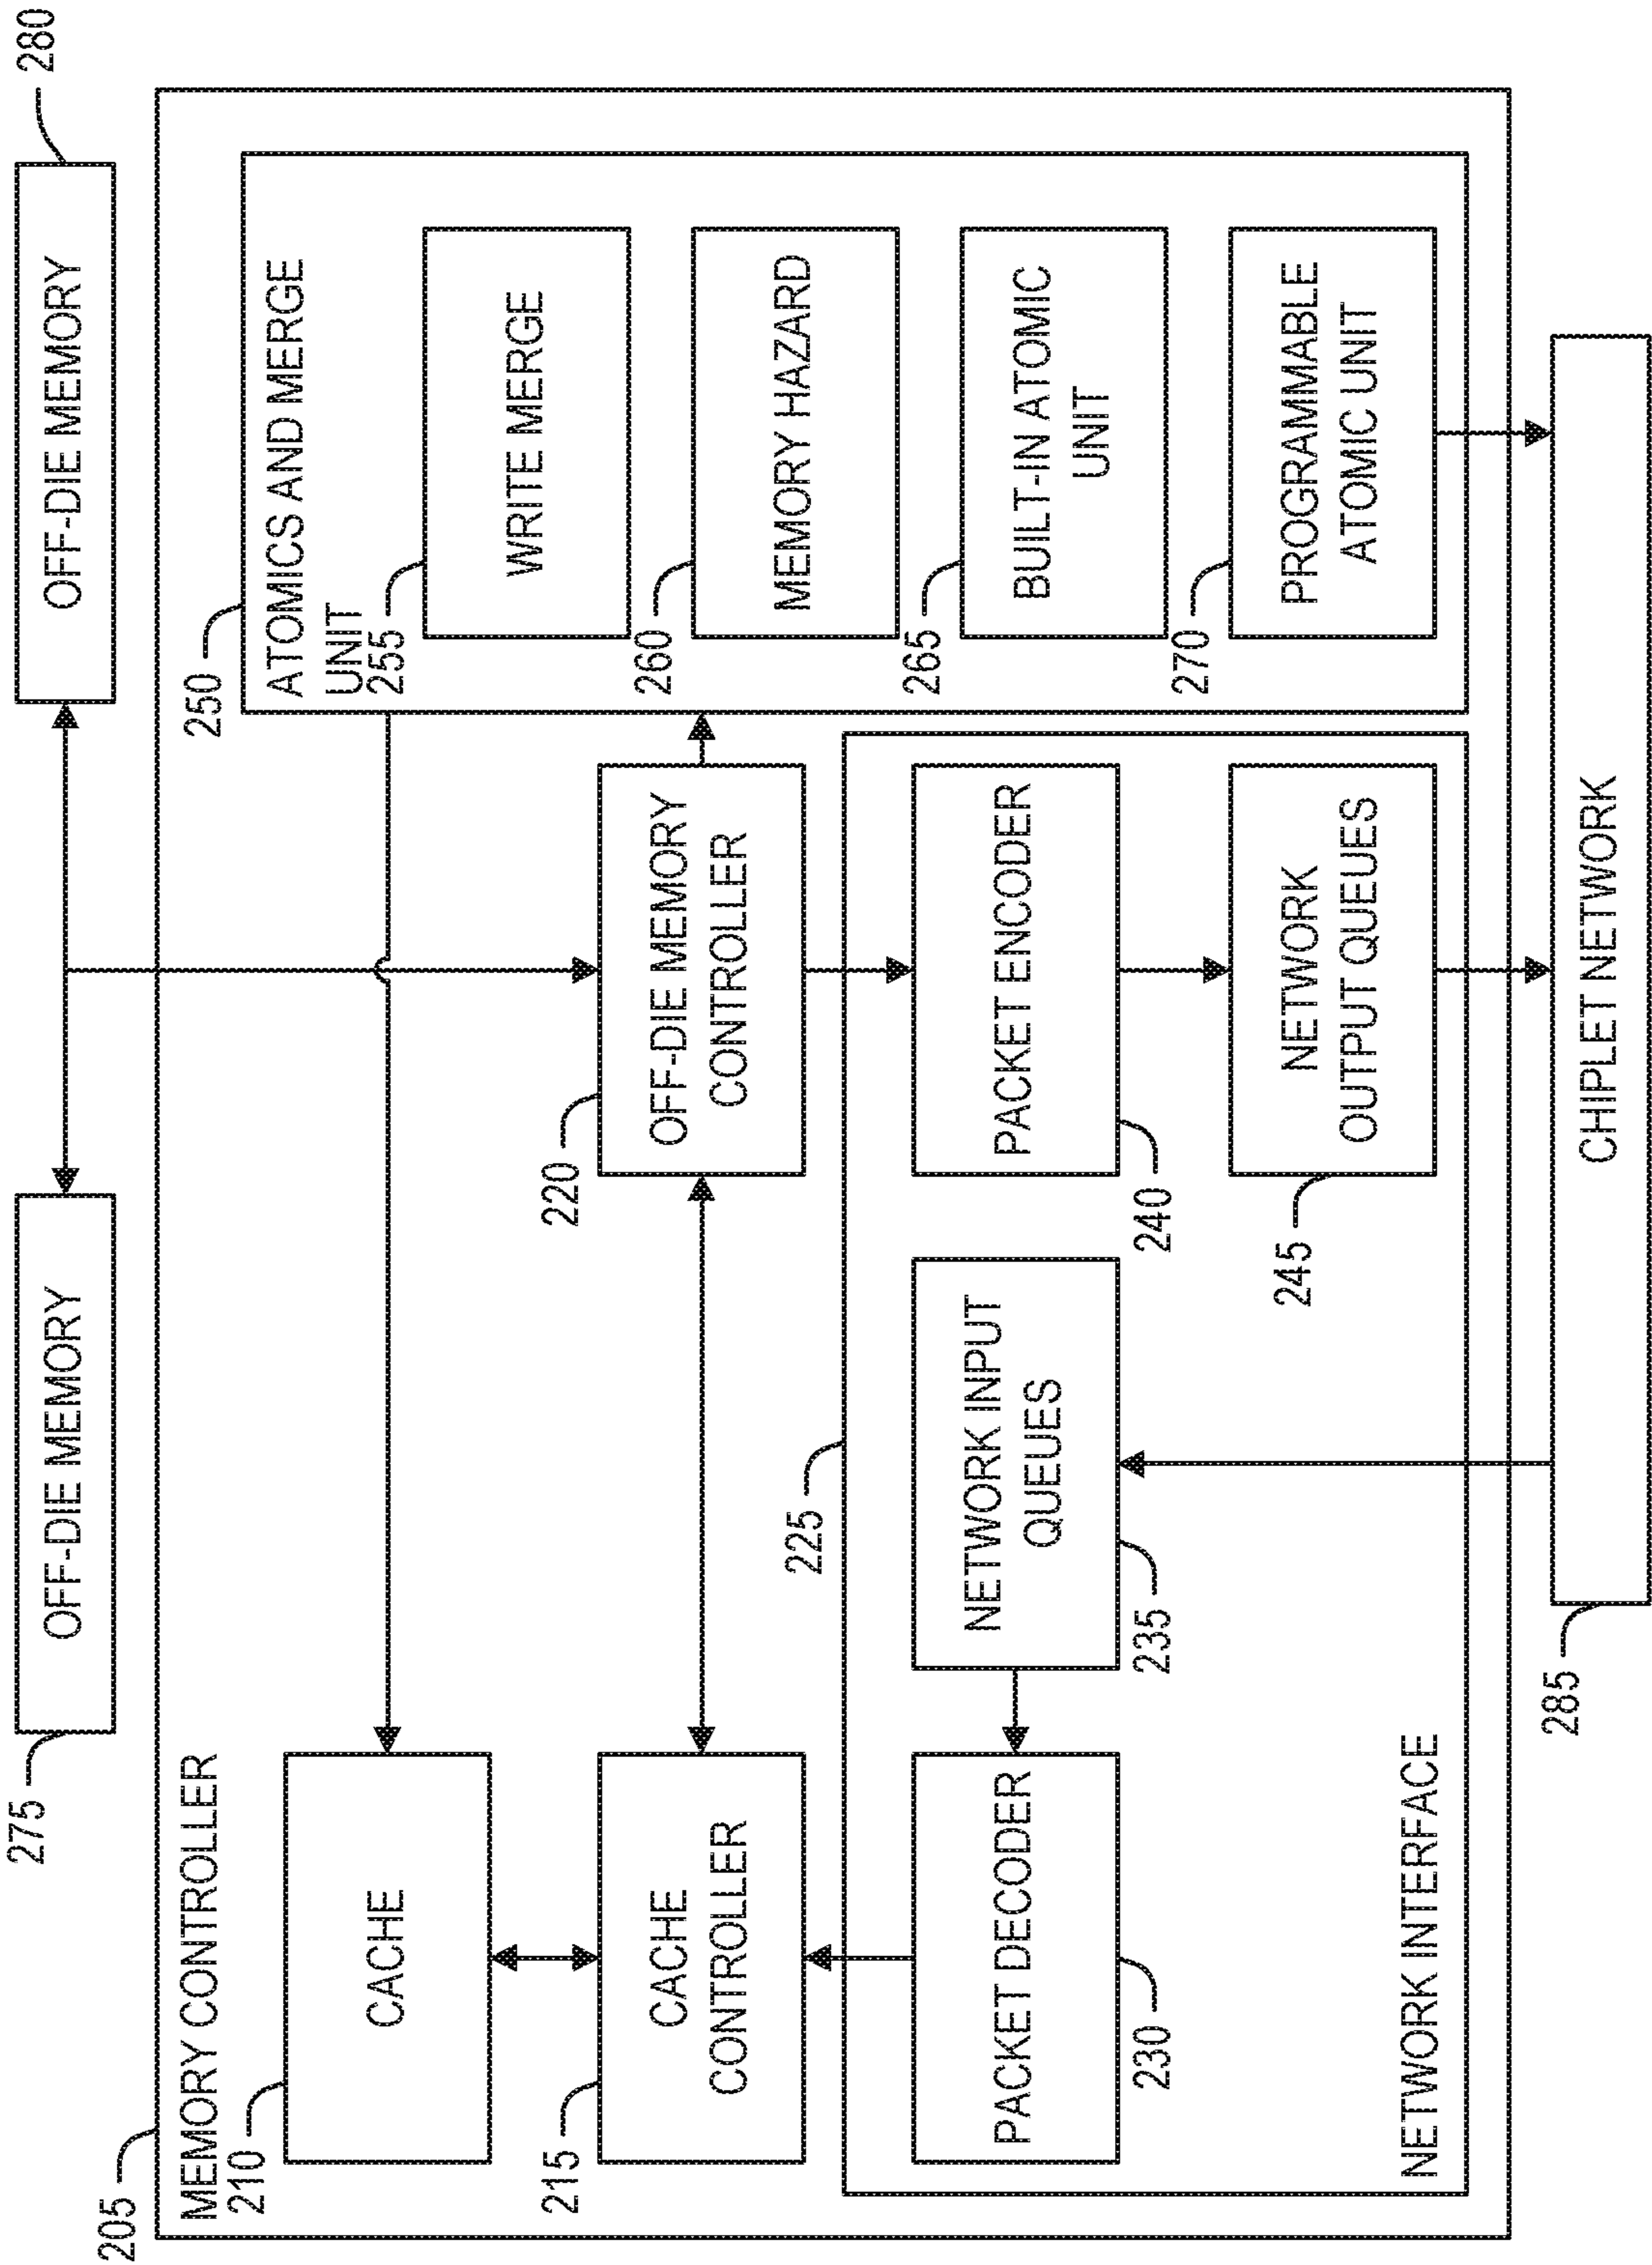 275
OFF-DIE MEMORY
OFF-DIE MEMORY
280
205
MEMORY CONTROLLER
210
CACHE
250
ATOMICS AND MERGE
UNIT
255
WRITE MERGE
215
CACHE
CONTROLLER
220
OFF-DIE MEMORY
CONTROLLER
260
MEMORY HAZARD
225
PACKET DECODER
230
NETWORK INPUT
QUEUES
235
PACKET ENCODER
240
265
BUILT-IN ATOMIC
UNIT
245
NETWORK
OUTPUT QUEUES
270
PROGRAMMABLE
ATOMIC UNIT
NETWORK INTERFACE
285
CHIPLET NETWORK